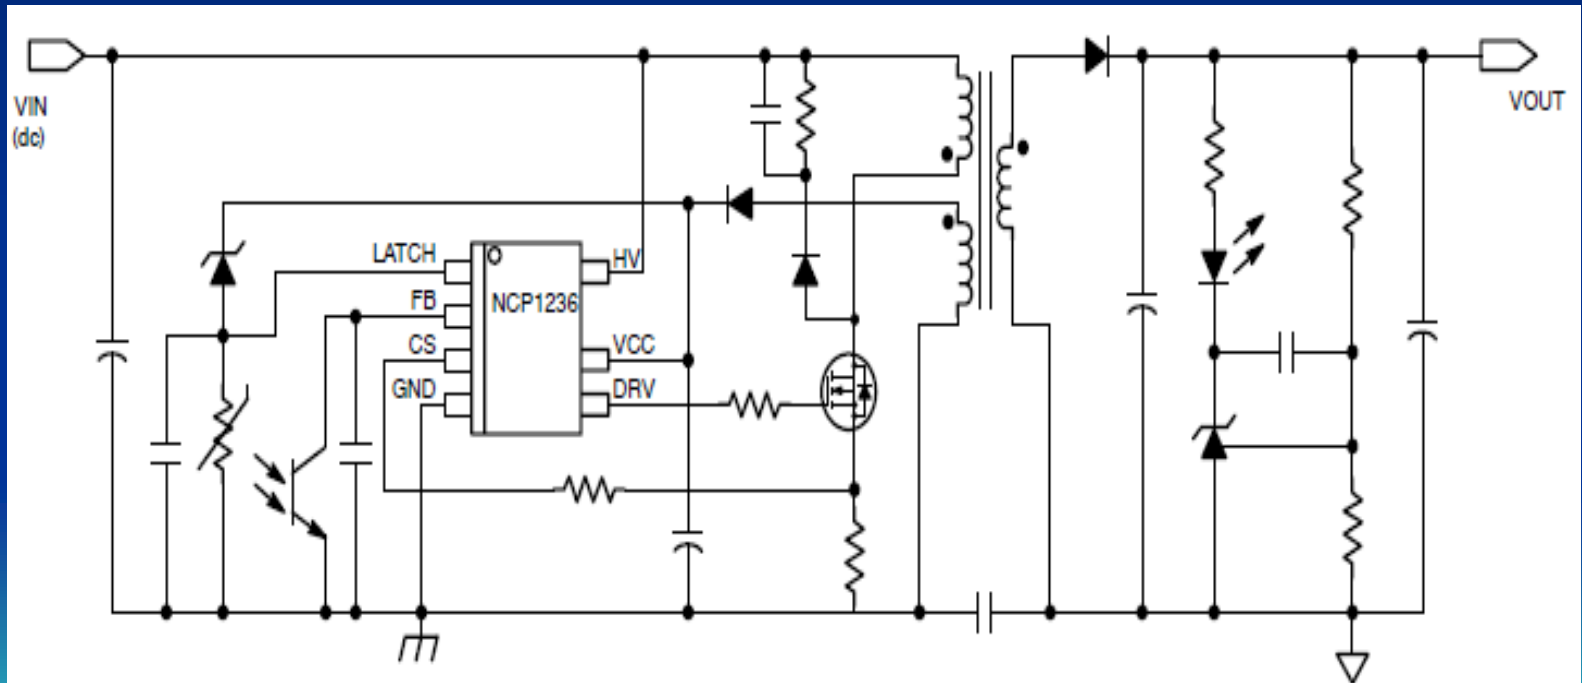 VIN
(dc)
VOUT
LATCH
HV
FB
NCP1236
CS
VCC
GND
DRV